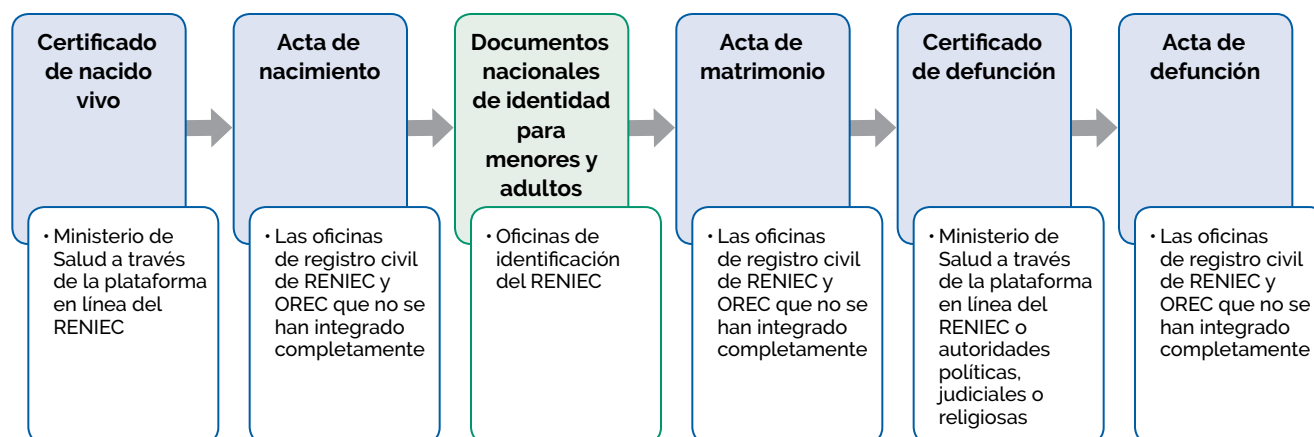 Certificado
de nacido
vivo
Acta de
nacimiento
Documentos
nacionales
de identidad
para
menores y
adultos
Acta de
matrimonio
Certificado
de defunción
Acta de
defunción
• Ministerio de
Salud a través
de la plataforma
en línea del
RENIEC
• Las oficinas
de registro civil
de RENIEC y
OREC que no se
han integrado
completamente
• Oficinas de
identificación
del RENIEC
• Las oficinas
de registro civil
de RENIEC y
OREC que no se
han integrado
completamente
• Ministerio de
Salud a través
de la plataforma
en línea del
RENIEC o
autoridades
políticas,
judiciales o
religiosas
• Las oficinas
de registro civil
de RENIEC y
OREC que no se
han integrado
completamente